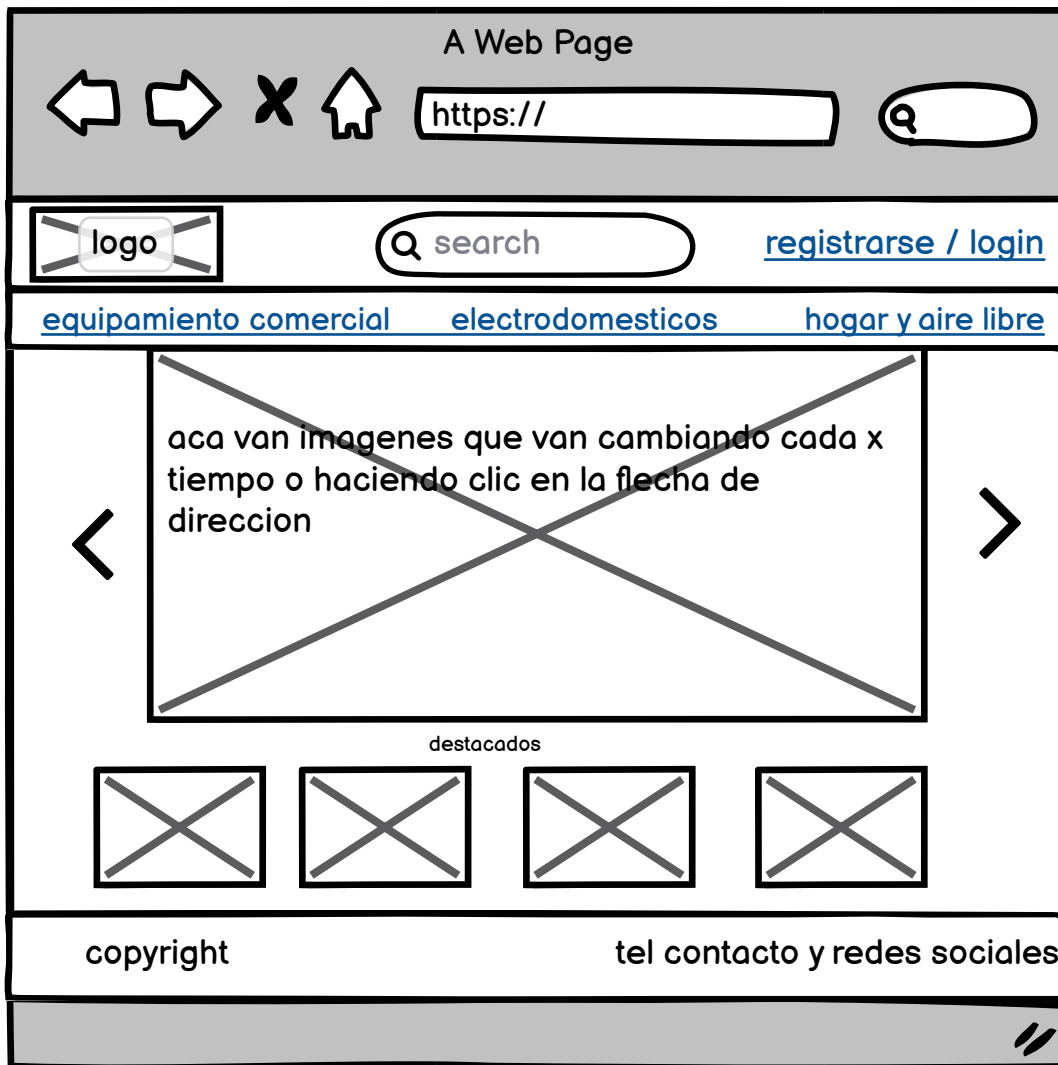 A Web Page
https://
logo
search
registrarse / login
equipamiento comercial
electrodomesticos
hogar y aire libre
aca van imagenes que van cambiando cada x
tiempo o haciendo clic en la flecha de
direccion
destacados
copyright
tel contacto y redes sociales